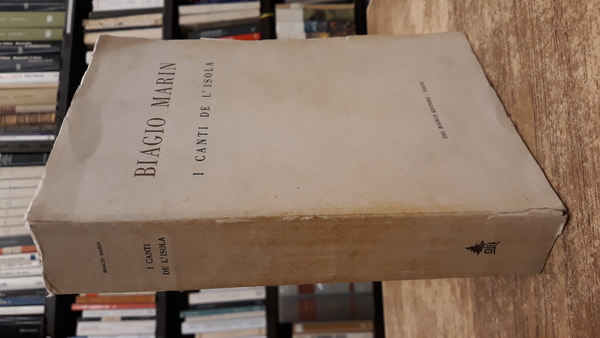 BIAGIO MARIN
I CANTI DE L'ISOLA
DEL BIANCO EDITORE - UDINE
BIAGIO MARIN
I CANTI
DE L'ISOLA